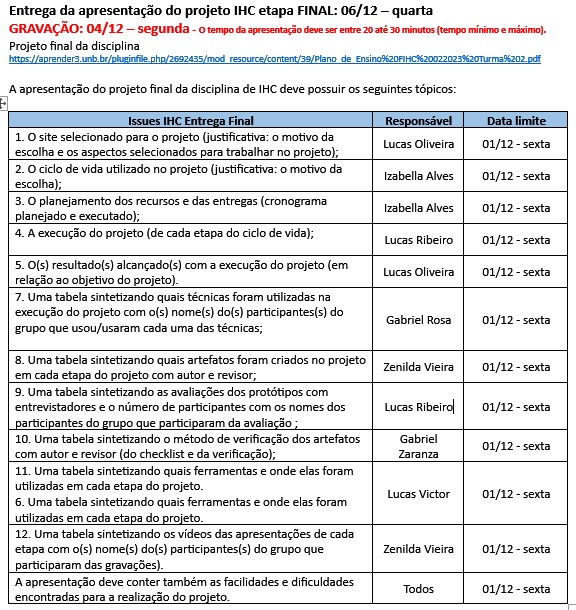 Entrega da apresentação do projeto IHC etapa FINAL: 06/12 – quarta
GRAVAÇÃO: 04/12 – segunda - O tempo da apresentação deve ser entre 20 até 30 minutos (tempo mínimo e máximo).
Projeto final da disciplina
https://aprender3.unb.br/pluginfile.php/2692435/mod_resource/content/39/Plano_de_Ensino%20FIHC%20022023%20Turma%202.pdf
A apresentação do projeto final da disciplina de IHC deve possuir os seguintes tópicos:
Issues IHC Entrega Final Responsável Data limite
1. O site selecionado para o projeto (justificativa: o motivo da
escolha e os aspectos selecionados para trabalhar no projeto);
Lucas Oliveira 01/12 - sexta
2. O ciclo de vida utilizado no projeto (justificativa: o motivo da
escolha);
Izabella Alves 01/12 - sexta
3. O planejamento dos recursos e das entregas (cronograma
planejado e executado);
Izabella Alves 01/12 - sexta
4. A execução do projeto (de cada etapa do ciclo de vida);
Lucas Ribeiro 01/12 - sexta
5. O(s) resultado(s) alcançado(s) com a execução do projeto (em
relação ao objetivo do projeto).
Lucas Oliveira 01/12 - sexta
7. Uma tabela sintetizando quais técnicas foram utilizadas na
execução do projeto com o(s) nome(s) do(s) participantes(s) do
grupo que usou/usaram cada uma das técnicas;
Gabriel Rosa 01/12 - sexta
8. Uma tabela sintetizando quais artefatos foram criados no projeto
em cada etapa do projeto com autor e revisor;
Zenilda Vieira 01/12 - sexta
9. Uma tabela sintetizando as avaliações dos protótipos com
entrevistadores e o número de participantes com os nomes dos
participantes do grupo que participaram da avaliação ;
Lucas Ribeiro 01/12 - sexta
10. Uma tabela sintetizando o método de verificação dos artefatos
com autor e revisor (do checklist e da verificação);
Gabriel
Zaranza
01/12 - sexta
11. Uma tabela sintetizando quais ferramentas e onde elas foram
utilizadas em cada etapa do projeto.
6. Uma tabela sintetizando quais ferramentas e onde elas foram
utilizadas em cada etapa do projeto.
Lucas Victor 01/12 - sexta
12. Uma tabela sintetizando os vídeos das apresentações de cada
etapa com o(s) nome(s) do(s) participantes(s) do grupo que
participaram das gravações).
Zenilda Vieira 01/12 - sexta
A apresentação deve conter também as facilidades e dificuldades
encontradas para a realização do projeto.
Todos 01/12 - sexta